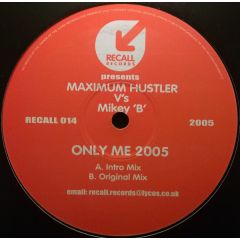 RECALL
RECORDS
presents
MAXIMUM HUSTLER
V's
Mikey 'B'
RECALL 014
2005
ONLY ME 2005
A. Intro Mix
B. Original Mix
email: recall.records@lycos.co.uk